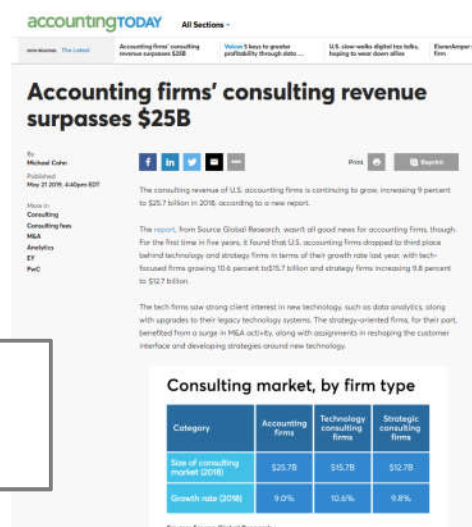 accountingTODAY All Sections
The Latest Accounting firms' consulting Voices 5 keys to greater U.S. slow-walks digital tax talks, EisnerAmper
revenue surpasses $25B profitability through data ... hoping to wear down allies firm
Accounting firms' consulting revenue
surpasses $25B
By
Michael Cohn
Published
May 21 2019, 4:40pm EDT
More in
Consulting
Consulting fees
M&A
Analytics
EY
PwC
Print Reprint
The consulting revenue of U.S. accounting firms is continuing to grow, increasing 9 percent
to $25.7 billion in 2018, according to a new report.
The report, from Source Global Research, wasn't all good news for accounting firms, though.
For the first time in five years, it found that U.S. accounting firms dropped to third place
behind technology and strategy firms in terms of their growth rate last year, with tech-
focused firms growing 10.6 percent to$15.7 billion and strategy firms increasing 9.8 percent
to $12.7 billion.
The tech firms saw strong client interest in new technology, such as data analytics, along
with upgrades to their legacy technology systems. The strategy-oriented firms, for their part,
benefited from a surge in M&A activity, along with assignments in reshaping the customer
interface and developing strategies around new technology.
Consulting market, by firm type
Category Accounting firms Technology consulting firms Strategic consulting firms
Size of consulting market (2018) $25.7B $15.7B $12.7B
Growth rate (2018) 9.0% 10.6% 9.8%
Source: Source Global Research